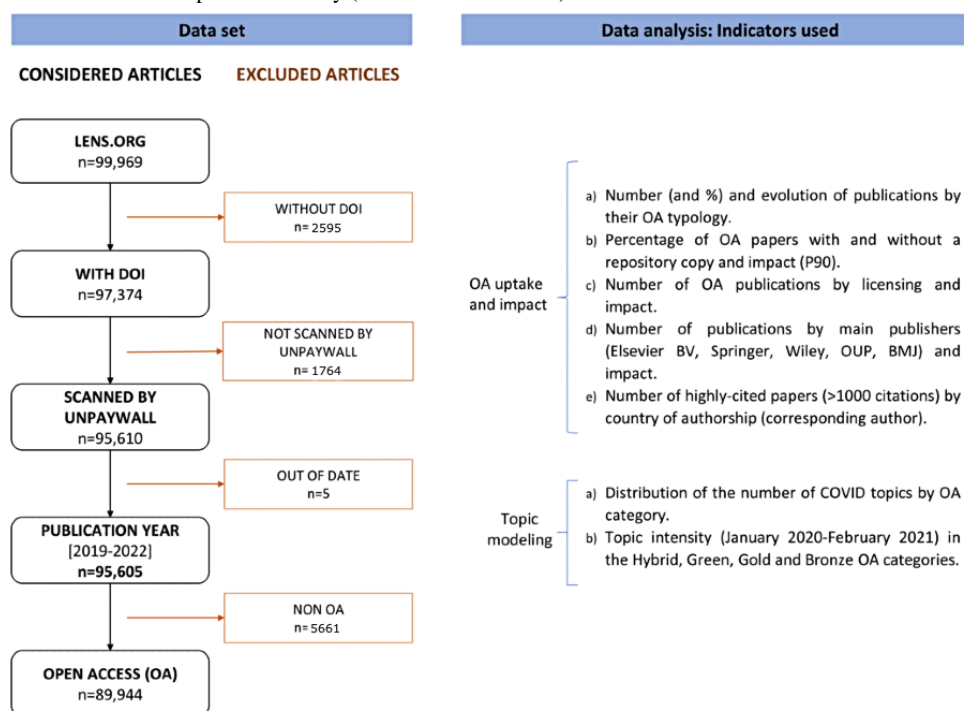 Data set
CONSIDERED ARTICLES
EXCLUDED ARTICLES
LENS.ORG
n=99,969
WITHOUT DOI
n= 2595
WITH DOI
n=97,374
NOT SCANNED BY
UNPAYWALL
n= 1764
SCANNED BY
UNPAYWALL
n=95,610
OUT OF DATE
n=5
PUBLICATION YEAR
[2019-2022]
n=95,605
NON OA
n= 5661
OPEN ACCESS (OA)
n=89,944
Data analysis: Indicators used
OA uptake
and impact
a) Number (and %) and evolution of publications by
their OA typology.
b) Percentage of OA papers with and without a
repository copy and impact (P90).
c) Number of OA publications by licensing and
impact.
d) Number of publications by main publishers
(Elsevier BV, Springer, Wiley, OUP, BMJ) and
impact.
e) Number of highly-cited papers (>1000 citations) by
country of authorship (corresponding author).
Topic
modeling
a) Distribution of the number of COVID topics by OA
category.
b) Topic intensity (January 2020-February 2021) in
the Hybrid, Green, Gold and Bronze OA categories.